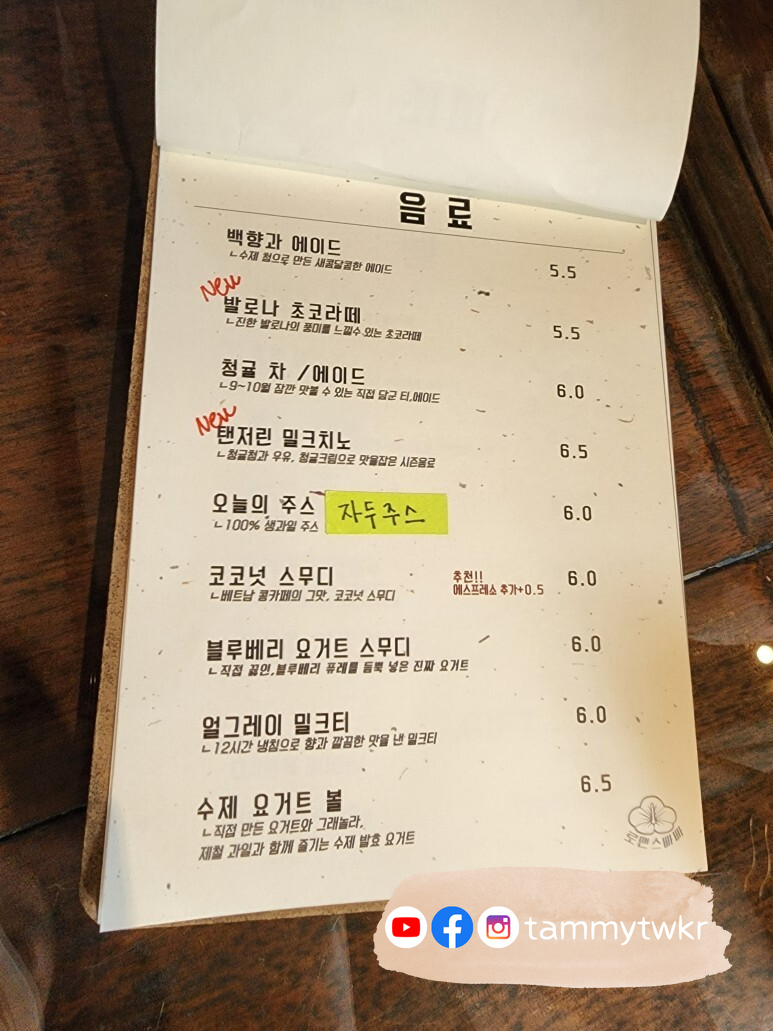 음료
백향과 에이드
ㄴ수제 청으로 만든 새콤달콤한 에이드
5.5
New
발로나 초코라떼
ㄴ진한 발로나의 풍미를 느낄수 있는 초코라떼
5.5
청귤 차 /에이드
ㄴ9~10월 잠깐 맛볼 수 있는 직접 담군 티,에이드
6.0
New
탠저린 밀크치노
ㄴ청귤청과 우유, 청귤크림으로 맛을잡은 시즌음료
6.5
오늘의 주스 자두주스
ㄴ100% 생과일 주스
6.0
코코넛 스무디
ㄴ베트남 콩카페의 그맛, 코코넛 스무디
추천!!
에스프레소 추가+0.5
6.0
블루베리 요거트 스무디
ㄴ직접 끓인,블루베리 퓨레를 듬뿍 넣은 진짜 요거트
6.0
얼그레이 밀크티
ㄴ12시간 냉침으로 향과 깔끔한 맛을 낸 밀크티
6.0
수제 요거트 볼
ㄴ직접 만든 요거트와 그래놀라,
제철 과일과 함께 즐기는 수제 발효 요거트
6.5
로맨스빠빠
tammytwkr